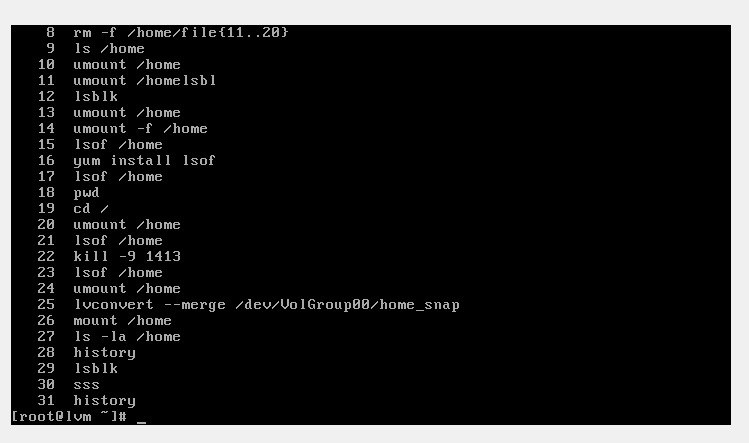 8 rm -f /home/file{11..20}
9 ls /home
10 umount /home
11 umount /homelsbl
12 lsblk
13 umount /home
14 umount -f /home
15 lsof /home
16 yum install lsof
17 lsof /home
18 pwd
19 cd /
20 umount /home
21 lsof /home
22 kill -9 1413
23 lsof /home
24 umount /home
25 lvconvert --merge /dev/VolGroup00/home_snap
26 mount /home
27 ls -la /home
28 history
29 lsblk
30 sss
31 history
[root@lvm ~]# _